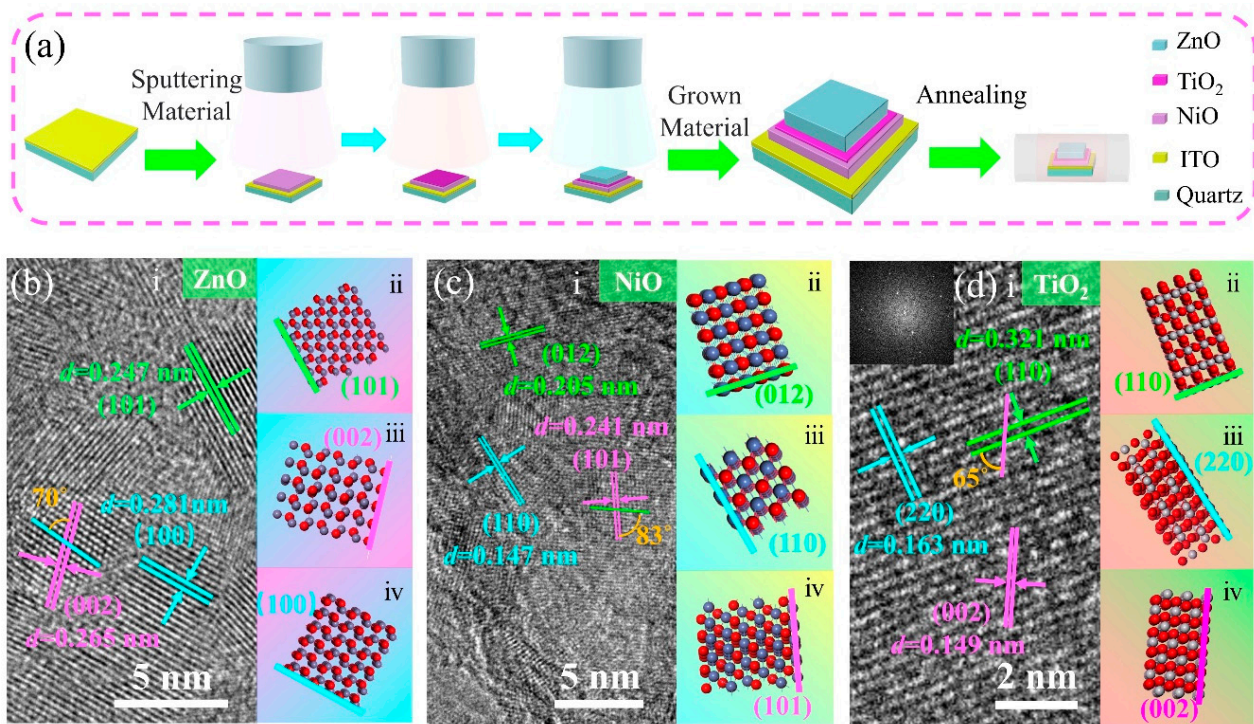 (a)
Sputtering
Material
Grown
Material
Annealing
ZnO
TiO₂
NiO
ITO
Quartz
(b)
i
ZnO
d=0.247 nm
(101)
70°
d=0.281nm
(100)
(002)
d=0.265 nm
5 nm
ii
(101)
(002)
iii
iv
(100)
(c)
i
NiO
(012)
d=0.205 nm
d=0.241 nm
(101)
(110)
d=0.147 nm
83°
5 nm
ii
(012)
iii
(110)
iv
(101)
(d)
i
TiO₂
d=0.321 nm
(110)
65°
(220)
d=0.163 nm
(002)
d=0.149 nm
2 nm
ii
(110)
iii
(220)
iv
(002)